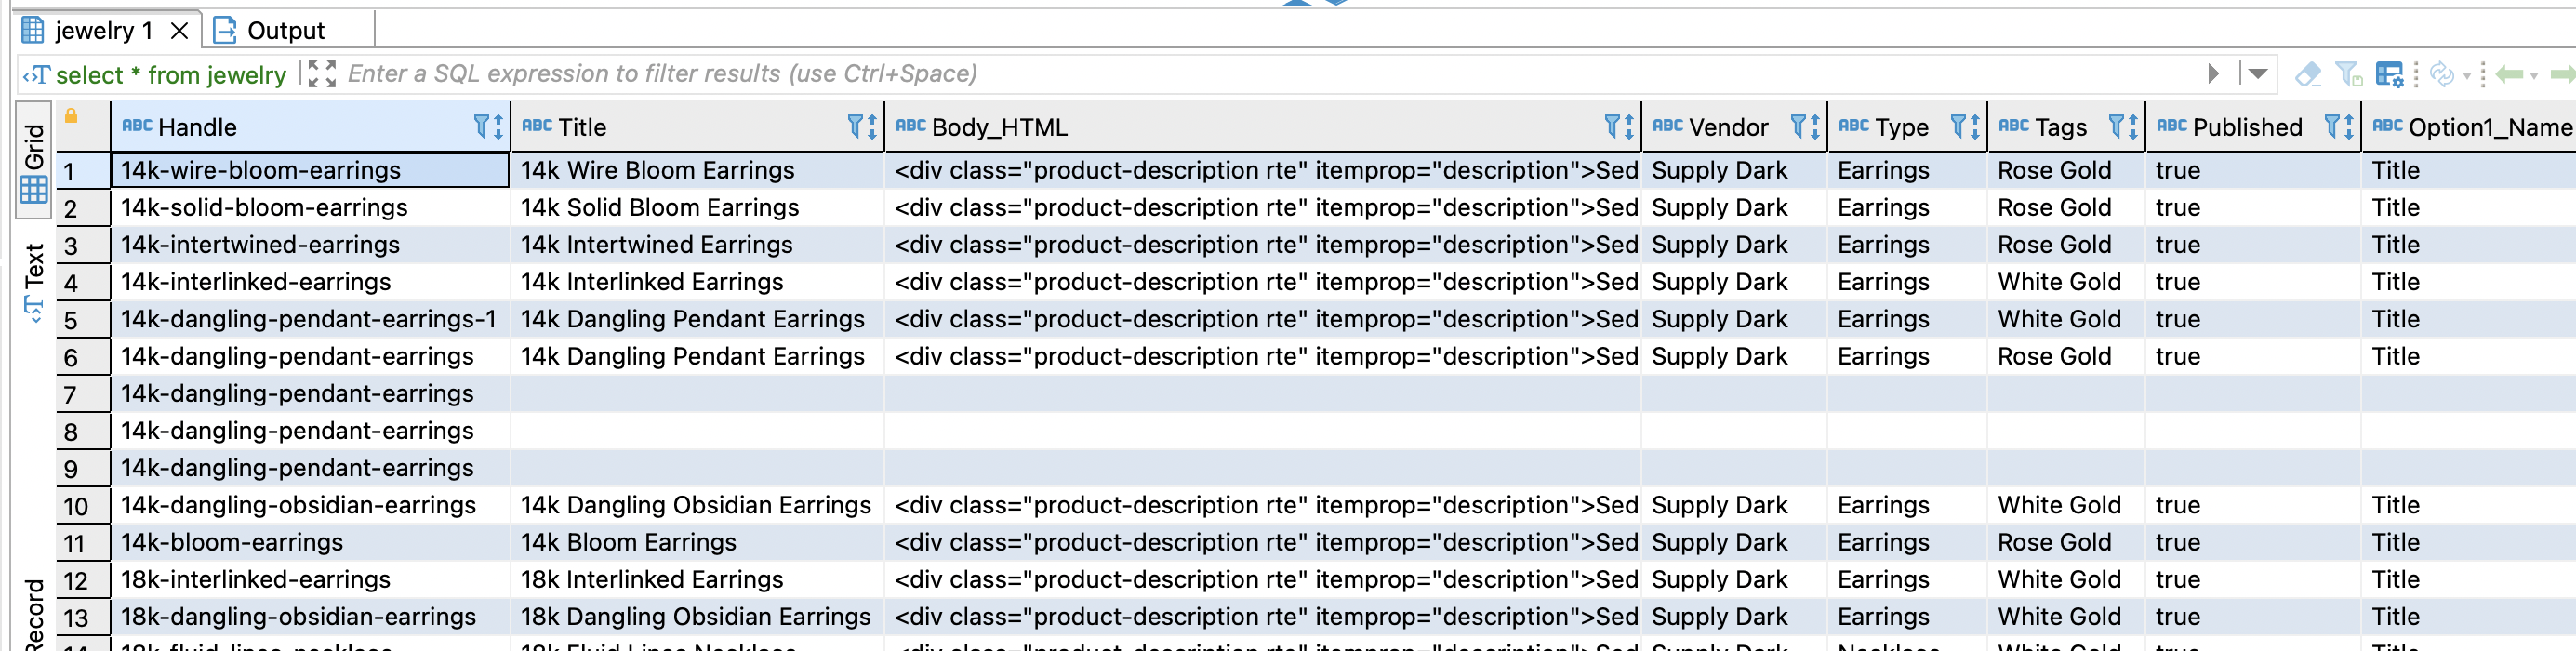 jewelry 1 Output
select * from jewelry Enter a SQL expression to filter results (use Ctrl+Space)
Grid
Text
Record
ABC Handle ABC Title ABC Body_HTML ABC Vendor ABC Type ABC Tags ABC Published ABC Option1_Name
1 14k-wire-bloom-earrings 14k Wire Bloom Earrings <div class="product-description rte" itemprop="description">Sed Supply Dark Earrings Rose Gold true Title
2 14k-solid-bloom-earrings 14k Solid Bloom Earrings <div class="product-description rte" itemprop="description">Sed Supply Dark Earrings Rose Gold true Title
3 14k-intertwined-earrings 14k Intertwined Earrings <div class="product-description rte" itemprop="description">Sed Supply Dark Earrings Rose Gold true Title
4 14k-interlinked-earrings 14k Interlinked Earrings <div class="product-description rte" itemprop="description">Sed Supply Dark Earrings White Gold true Title
5 14k-dangling-pendant-earrings-1 14k Dangling Pendant Earrings <div class="product-description rte" itemprop="description">Sed Supply Dark Earrings White Gold true Title
6 14k-dangling-pendant-earrings 14k Dangling Pendant Earrings <div class="product-description rte" itemprop="description">Sed Supply Dark Earrings Rose Gold true Title
7 14k-dangling-pendant-earrings
8 14k-dangling-pendant-earrings
9 14k-dangling-pendant-earrings
10 14k-dangling-obsidian-earrings 14k Dangling Obsidian Earrings <div class="product-description rte" itemprop="description">Sed Supply Dark Earrings White Gold true Title
11 14k-bloom-earrings 14k Bloom Earrings <div class="product-description rte" itemprop="description">Sed Supply Dark Earrings Rose Gold true Title
12 18k-interlinked-earrings 18k Interlinked Earrings <div class="product-description rte" itemprop="description">Sed Supply Dark Earrings White Gold true Title
13 18k-dangling-obsidian-earrings 18k Dangling Obsidian Earrings <div class="product-description rte" itemprop="description">Sed Supply Dark Earrings White Gold true Title